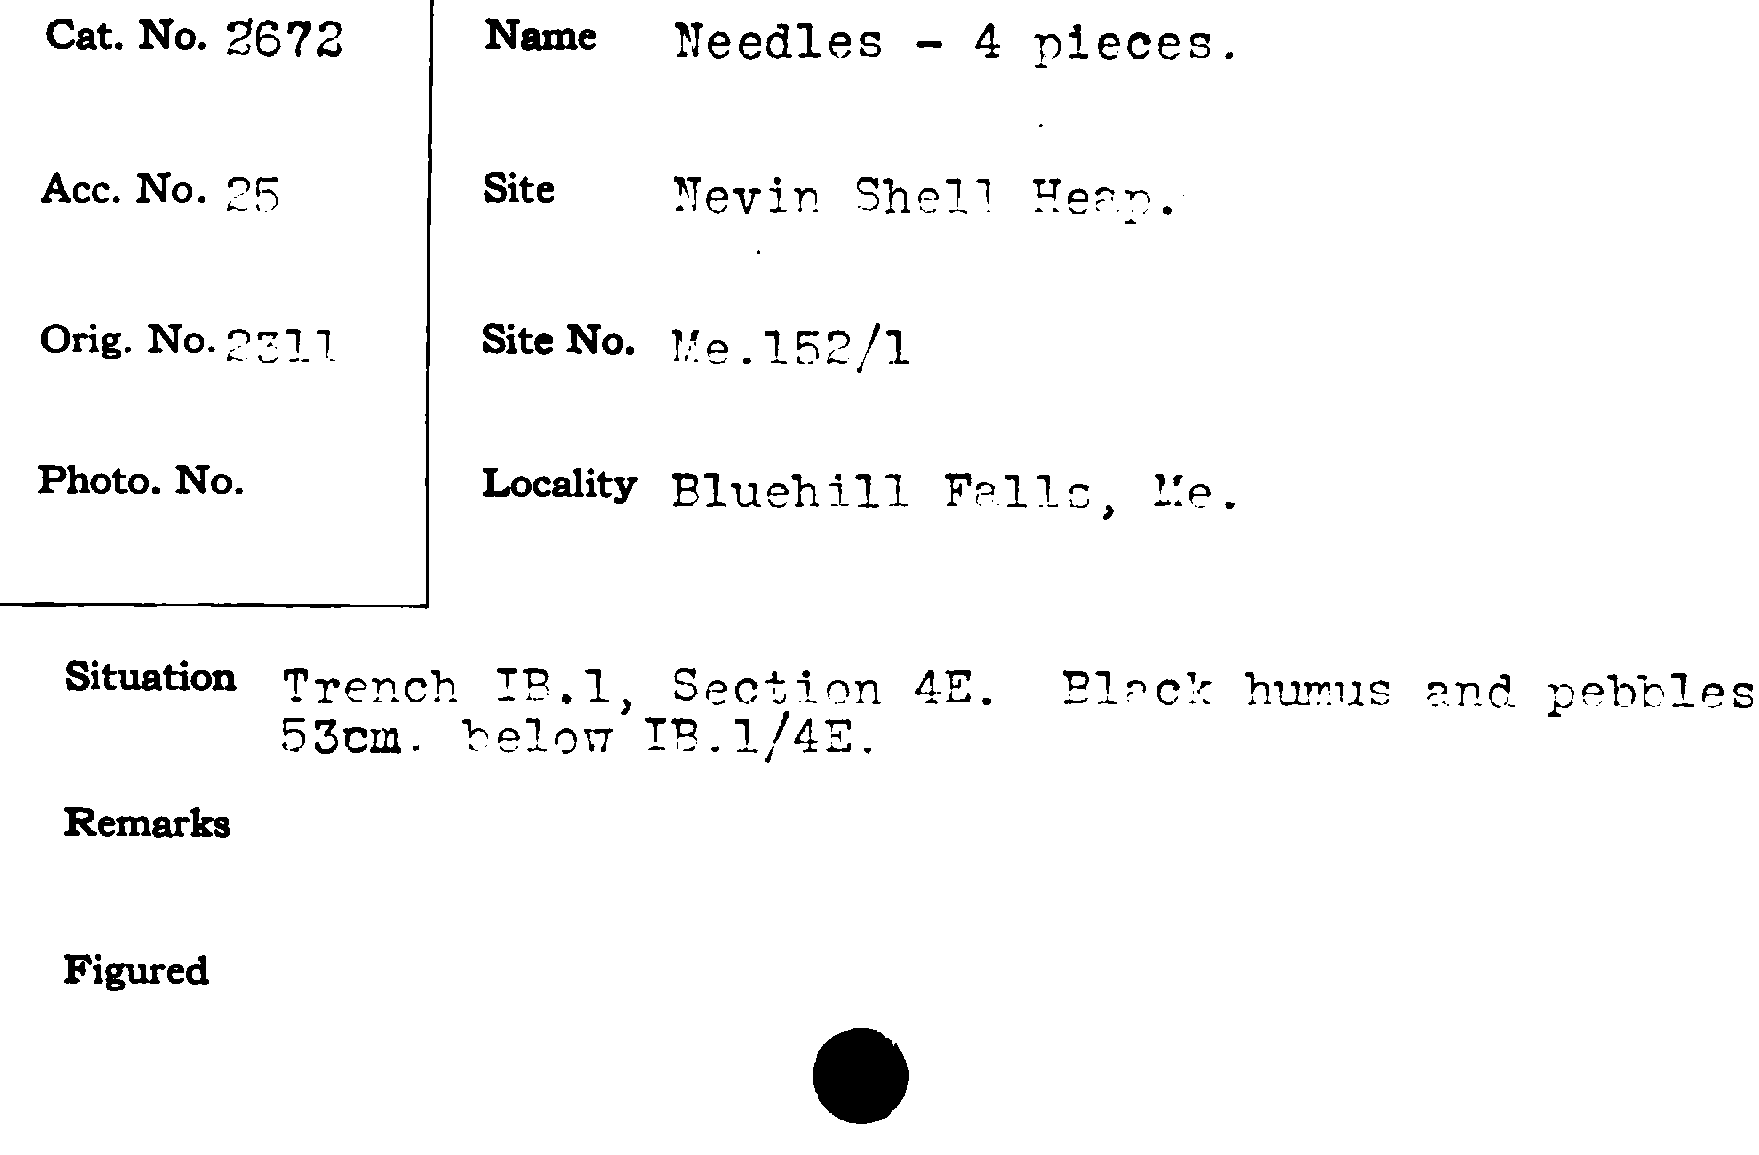 Cat. No. 2672
Name Needles - 4 pieces.
Acc. No. 25
Site Nevin Shell Heap.
Orig. No. 2311
Site No. Me.152/1
Photo. No.
Locality Bluehill Falls, Me.
Situation Trench IB.1, Section 4E. Black humus and pebbles
53cm. below IB.1/4E.
Remarks
Figured